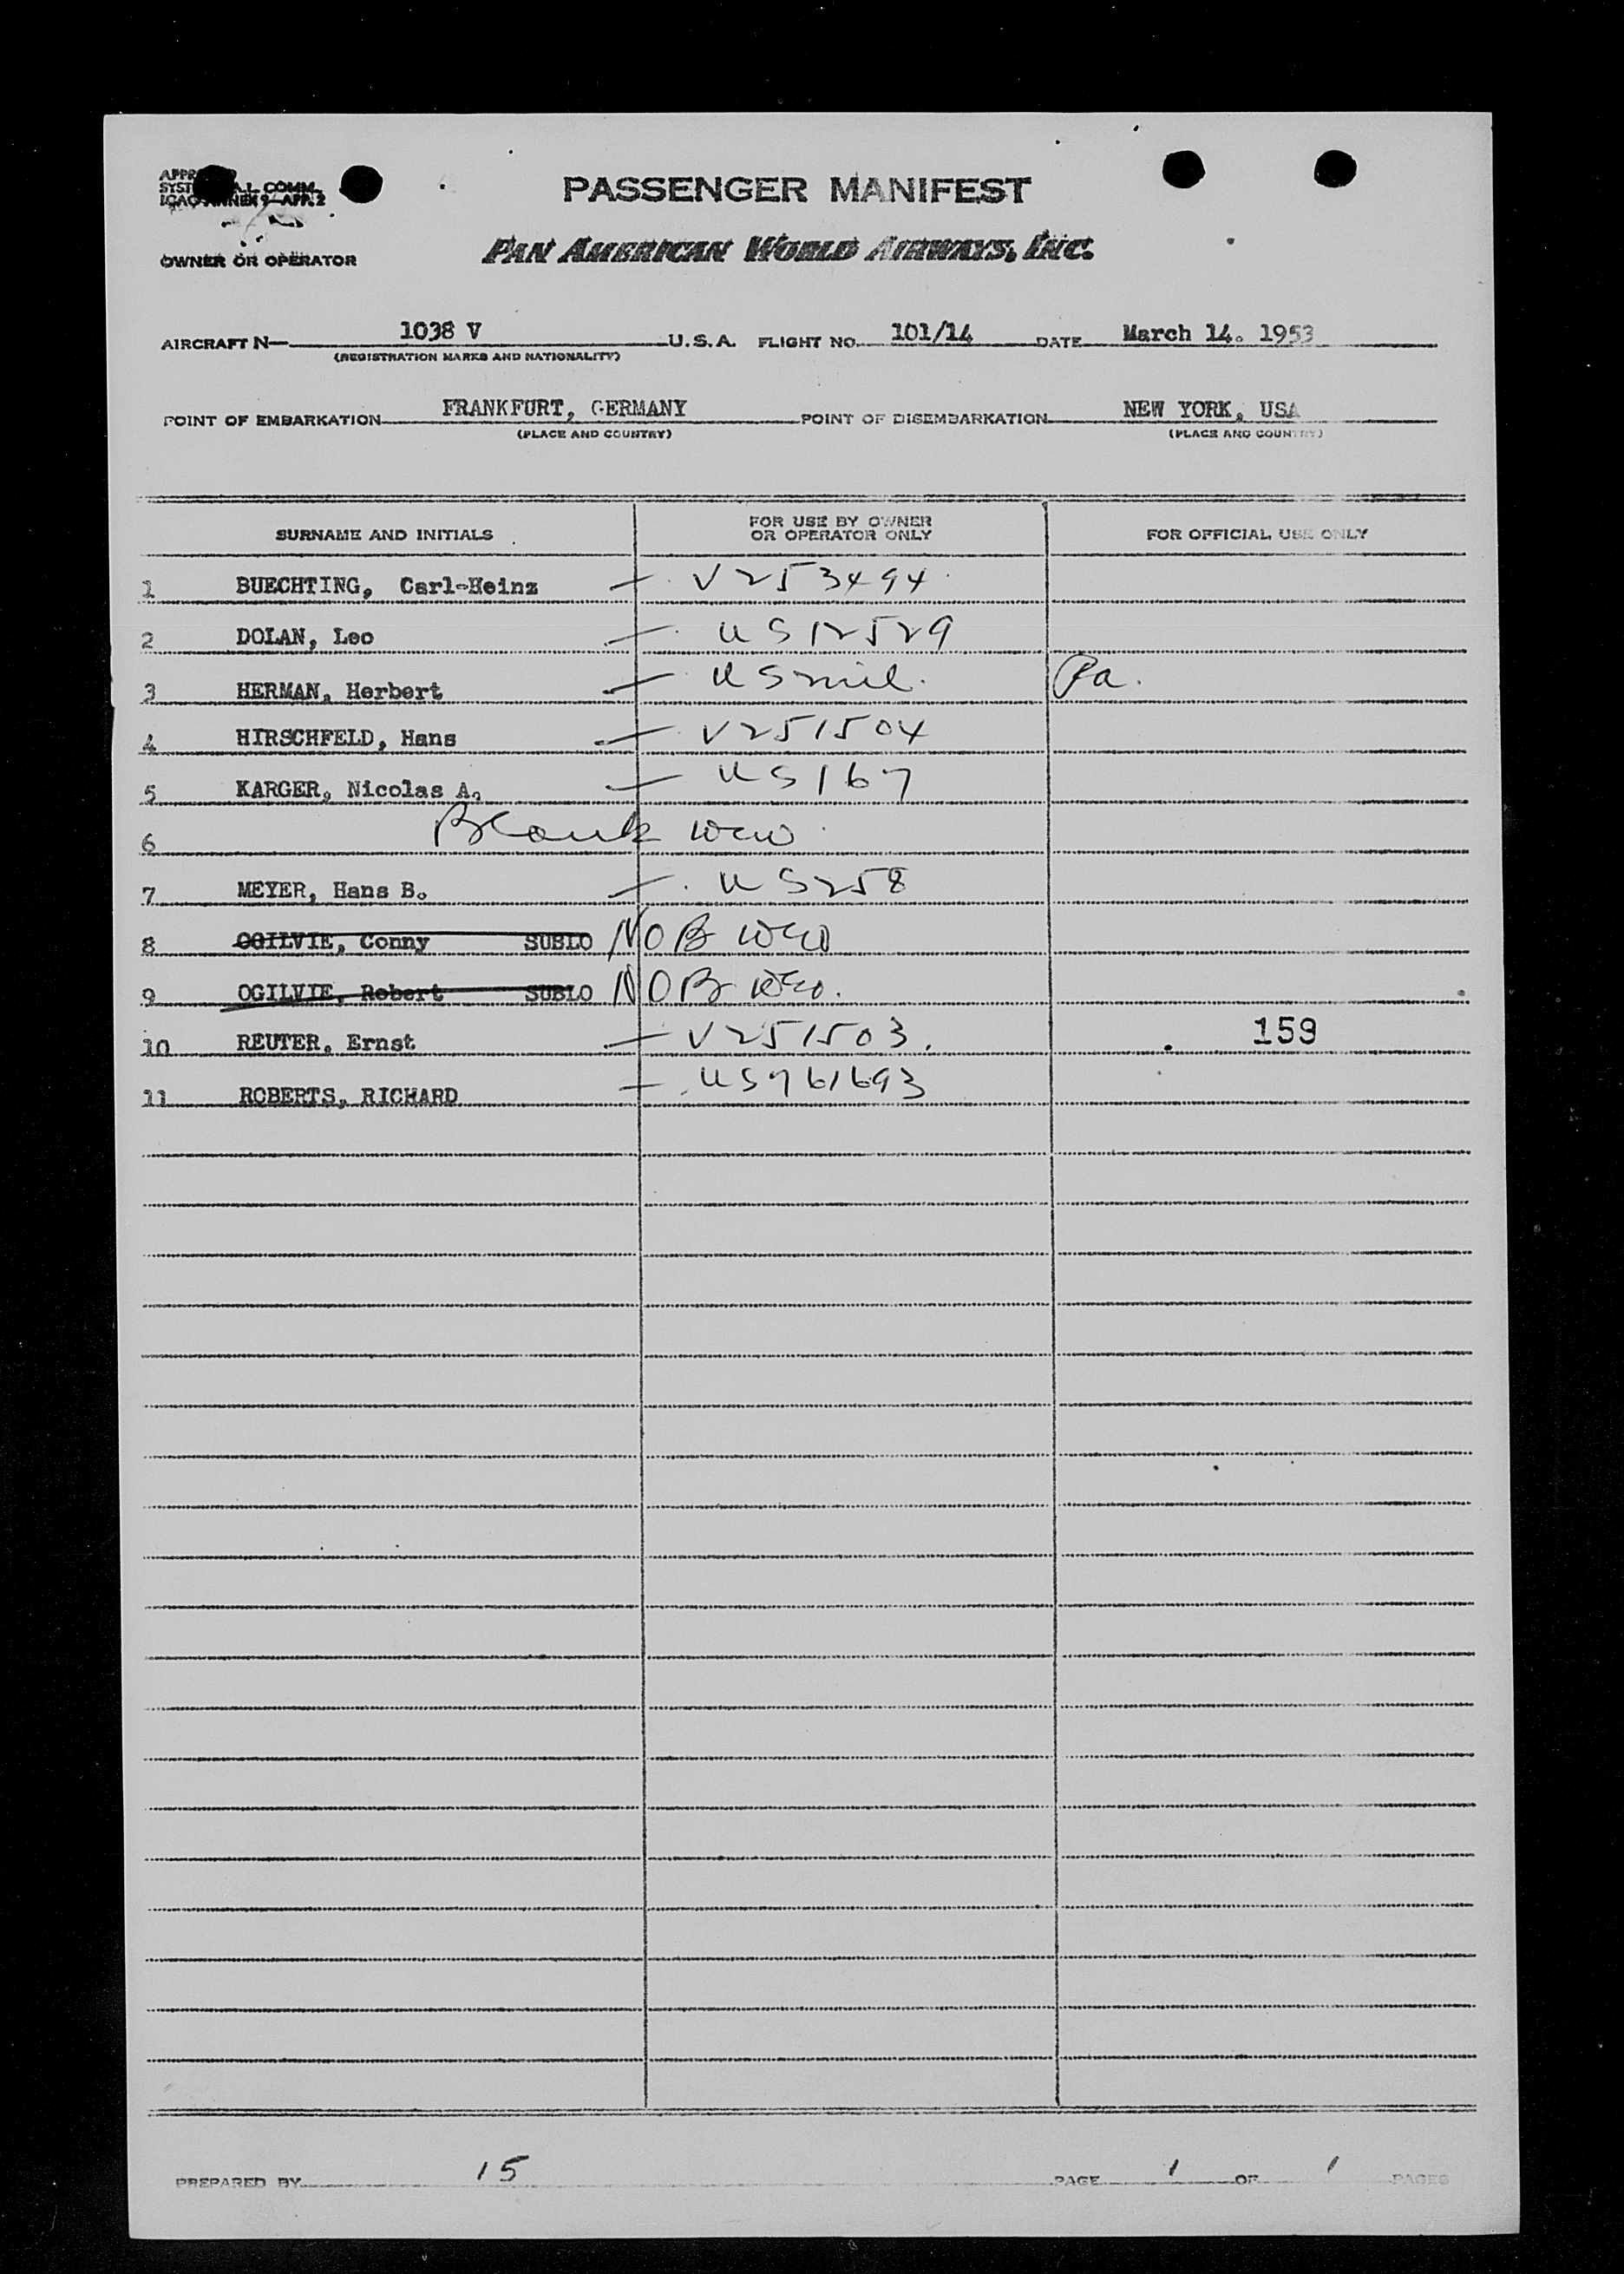 PASSENGER MANIFEST
PAN AMERICAN WORLD AIRWAYS, INC.
OWNER OR OPERATOR
AIRCRAFT N— 1038 V U.S.A. FLIGHT NO. 101/14 DATE March 14. 1953
(REGISTRATION MARKS AND NATIONALITY)
POINT OF EMBARKATION FRANKFURT, GERMANY POINT OF DISEMBARKATION NEW YORK, USA
(PLACE AND COUNTRY) (PLACE AND COUNTRY)
SURNAME AND INITIALS FOR USE BY OWNER OR OPERATOR ONLY FOR OFFICIAL USE ONLY
1 BUECHTING, Carl-Heinz — V253494
2 DOLAN, Leo — US12529
3 HERMAN, Herbert — US mil. Pa.
4 HIRSCHFELD, Hans — V251504
5 KARGER, Nicolas A. — US167
6 Blank
7 MEYER, Hans B. — US258
8 OGILVIE, Conny SUBLO NOB
9 OGILVIE, Robert SUBLO NOB
10 REUTER, Ernst — V251503. 159
11 ROBERTS, RICHARD — US761693
PREPARED BY 15 PAGE 1 OF 1 PAGES